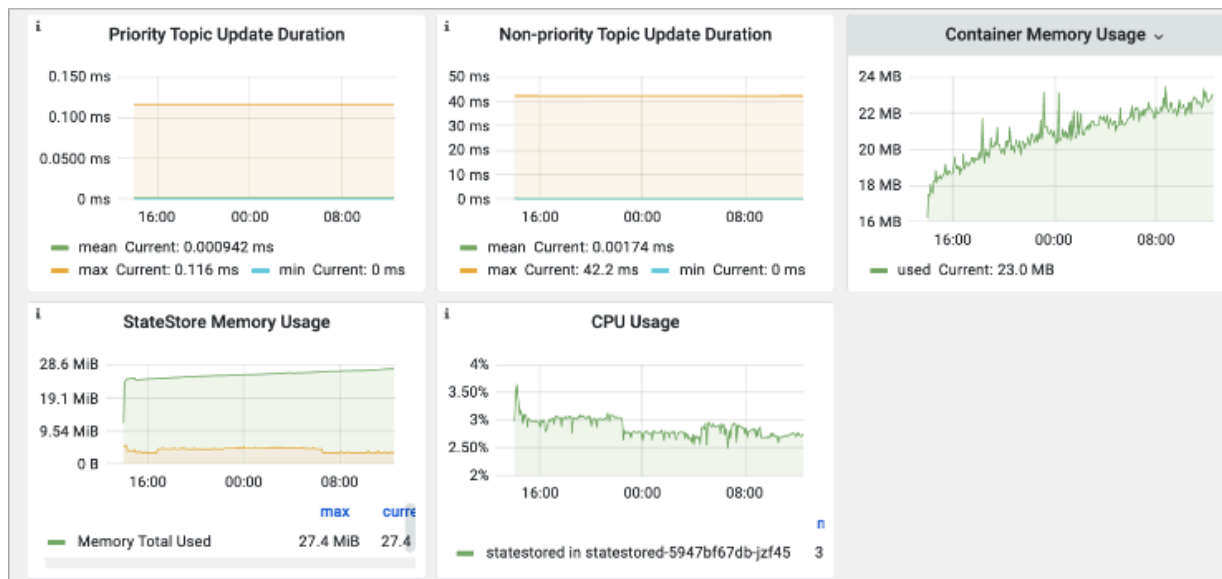 Priority Topic Update Duration
0.150 ms
0.100 ms
0.0500 ms
0 ms
16:00 00:00 08:00
mean Current: 0.000942 ms
max Current: 0.116 ms min Current: 0 ms
Non-priority Topic Update Duration
50 ms
40 ms
30 ms
20 ms
10 ms
0 ms
16:00 00:00 08:00
mean Current: 0.00174 ms
max Current: 42.2 ms min Current: 0 ms
Container Memory Usage
24 MB
22 MB
20 MB
18 MB
16 MB
16:00 00:00 08:00
used Current: 23.0 MB
StateStore Memory Usage
28.6 MiB
19.1 MiB
9.54 MiB
0 B
16:00 00:00 08:00
max curre
Memory Total Used 27.4 MiB 27.4
CPU Usage
4%
3.50%
3%
2.50%
2%
16:00 00:00 08:00
statestored in statestored-5947bf67db-jzf45 3